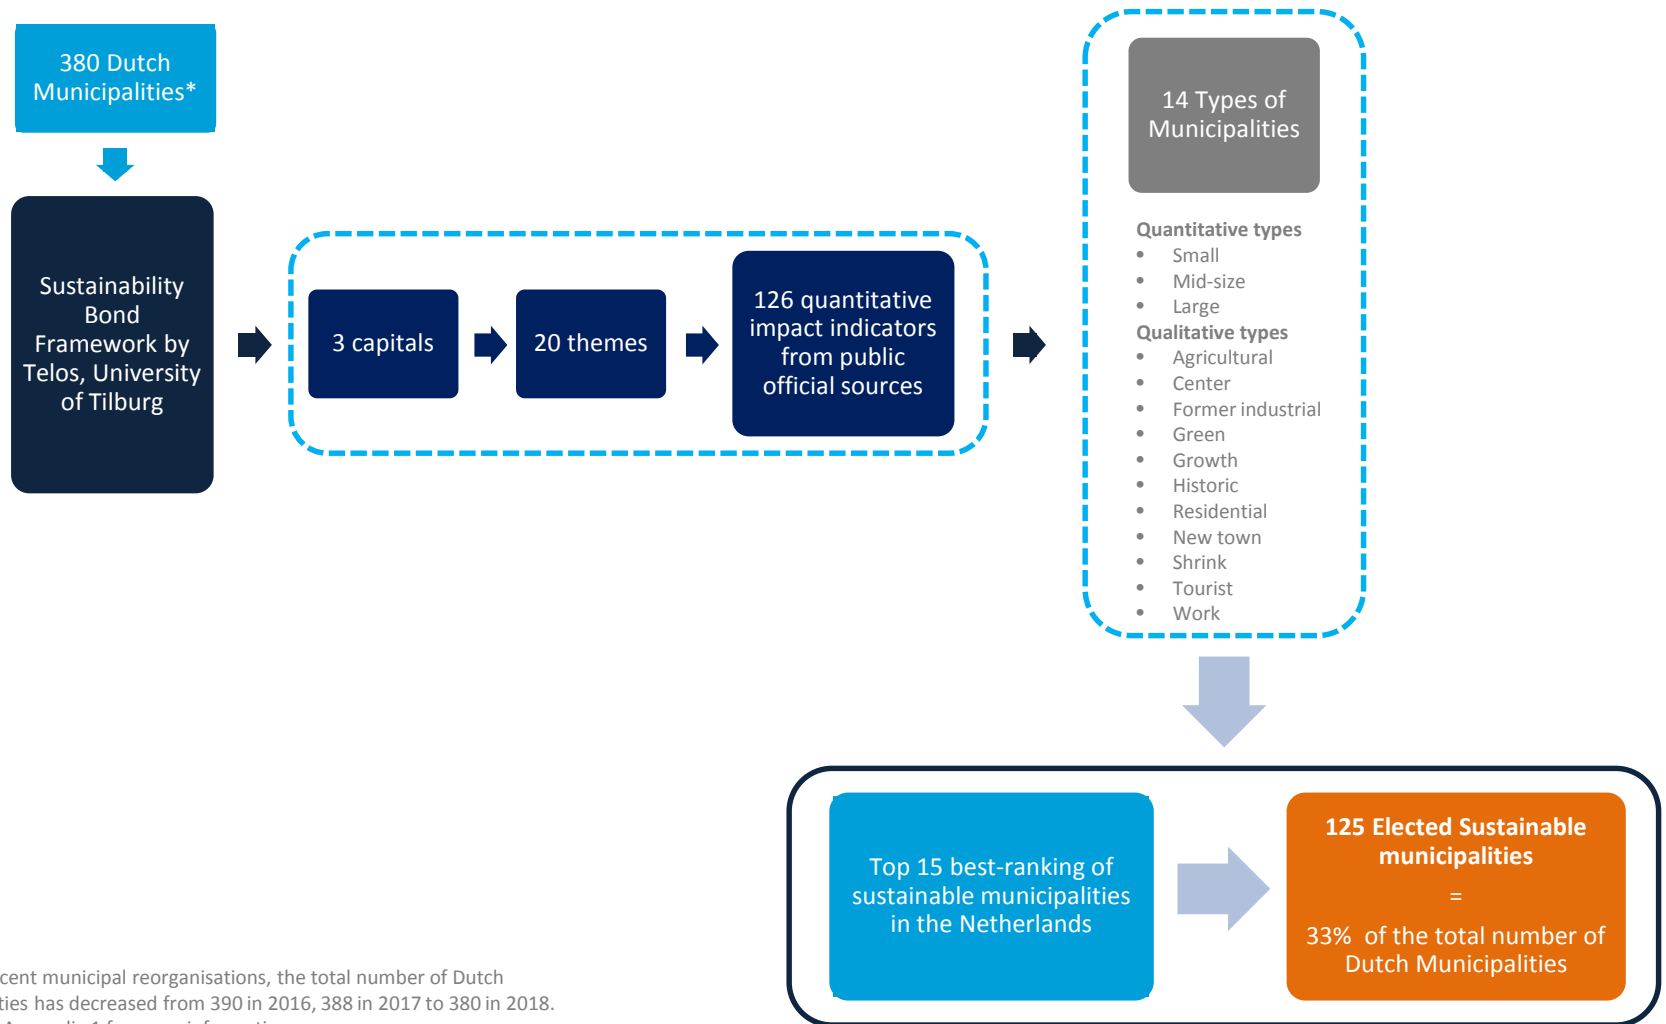 380 Dutch
Municipalities*
Sustainability
Bond
Framework by
Telos, University
of Tilburg
3 capitals
20 themes
126 quantitative
impact indicators
from public
official sources
14 Types of
Municipalities
Quantitative types
• Small
• Mid-size
• Large
Qualitative types
• Agricultural
• Center
• Former industrial
• Green
• Growth
• Historic
• Residential
• New town
• Shrink
• Tourist
• Work
Top 15 best-ranking of
sustainable municipalities
in the Netherlands
125 Elected Sustainable
municipalities
=
33% of the total number of
Dutch Municipalities
cent municipal reorganisations, the total number of Dutch
ties has decreased from 390 in 2016, 388 in 2017 to 380 in 2018.